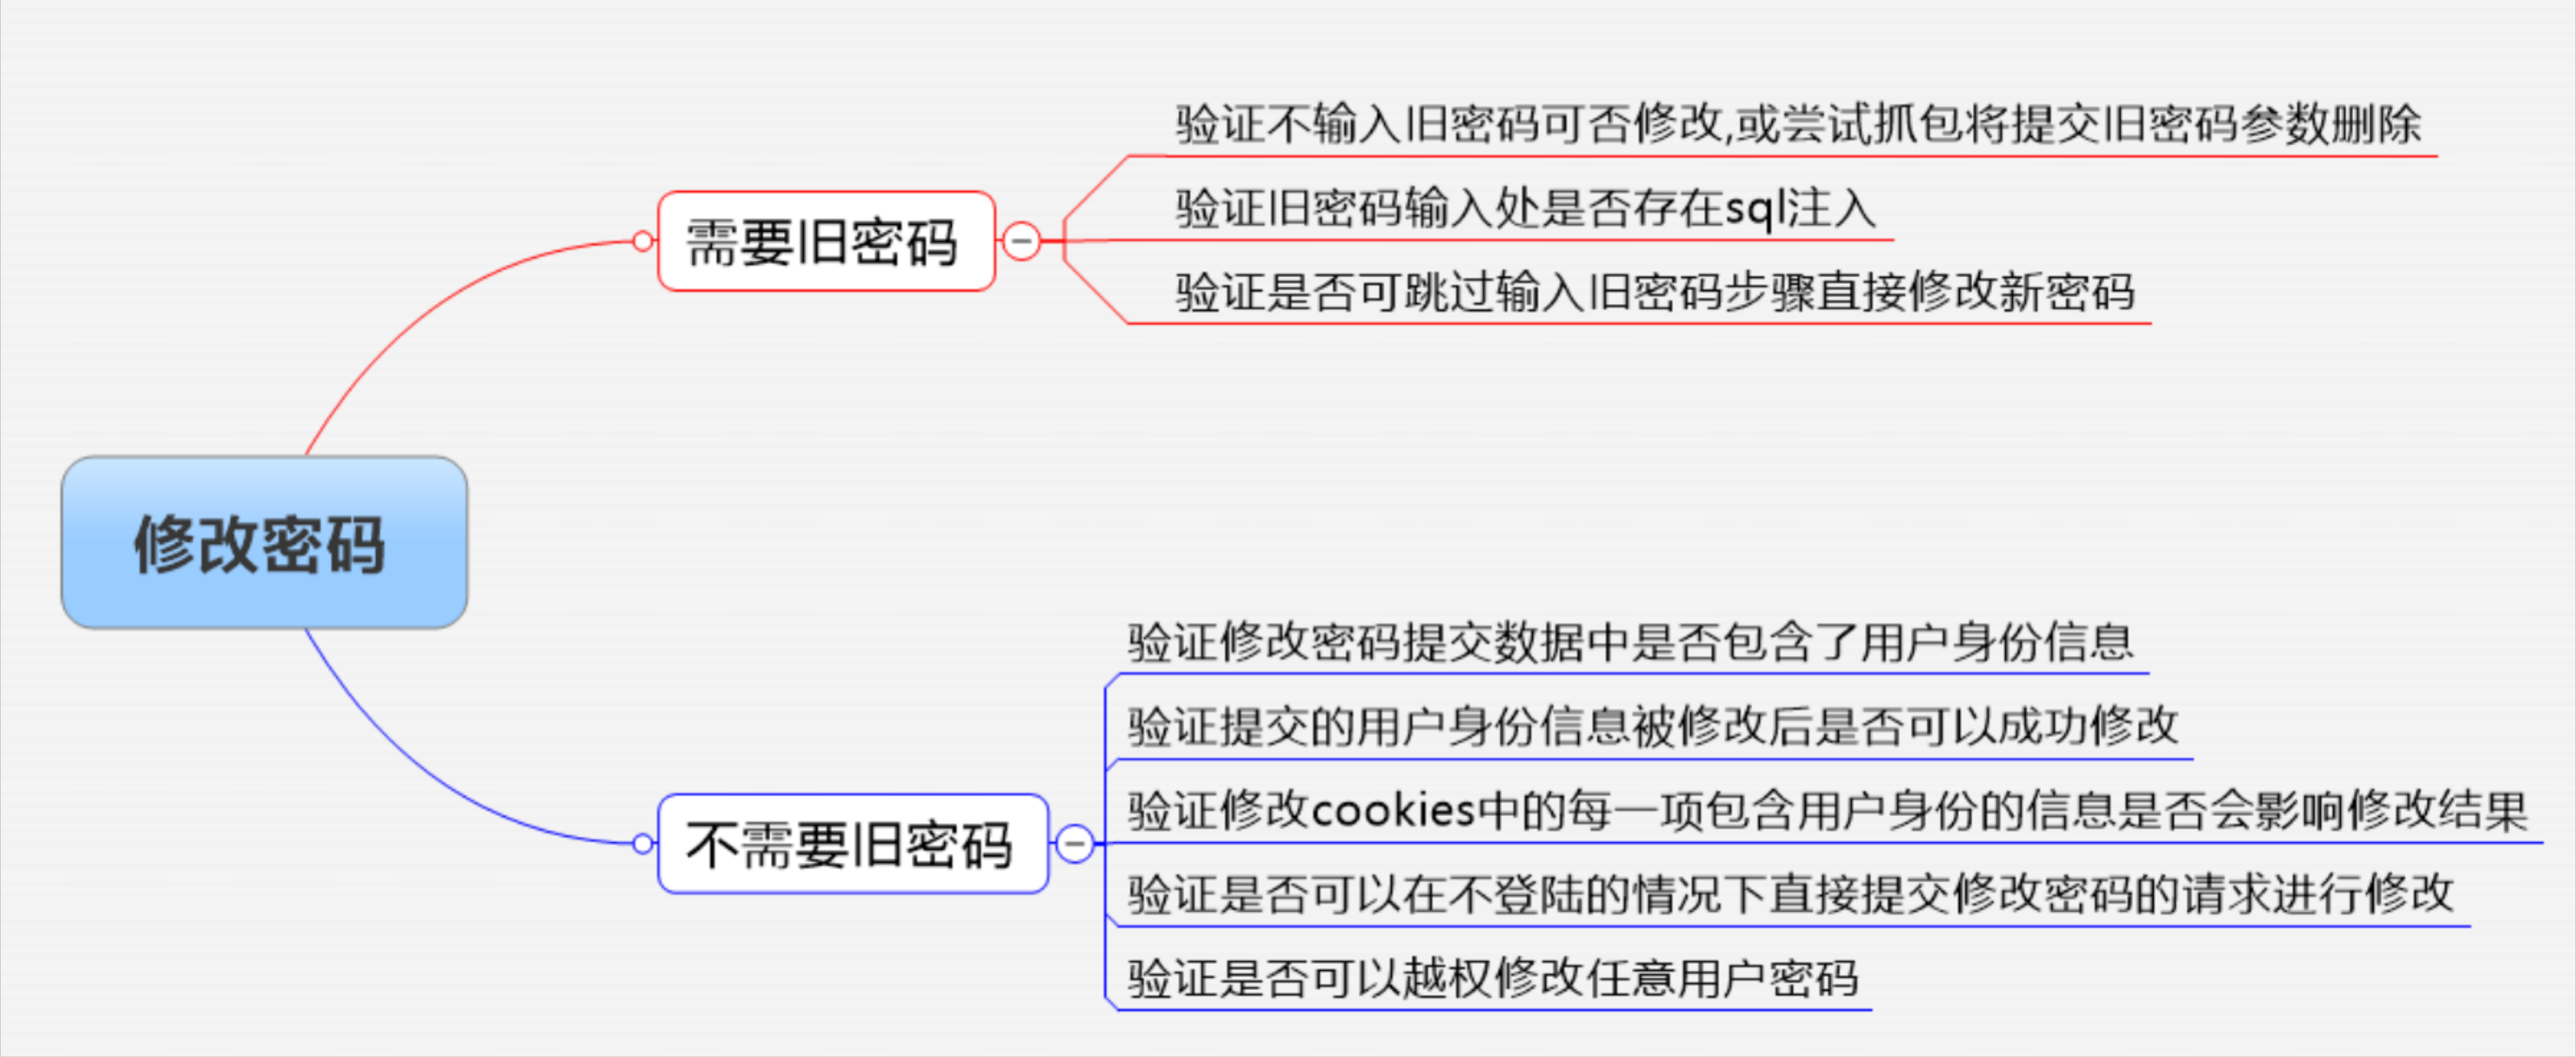 修改密码
需要旧密码
验证不输入旧密码可否修改,或尝试抓包将提交旧密码参数删除
验证旧密码输入处是否存在sql注入
验证是否可跳过输入旧密码步骤直接修改新密码
不需要旧密码
验证修改密码提交数据中是否包含了用户身份信息
验证提交的用户身份信息被修改后是否可以成功修改
验证修改cookies中的每一项包含用户身份的信息是否会影响修改结果
验证是否可以在不登陆的情况下直接提交修改密码的请求进行修改
验证是否可以越权修改任意用户密码